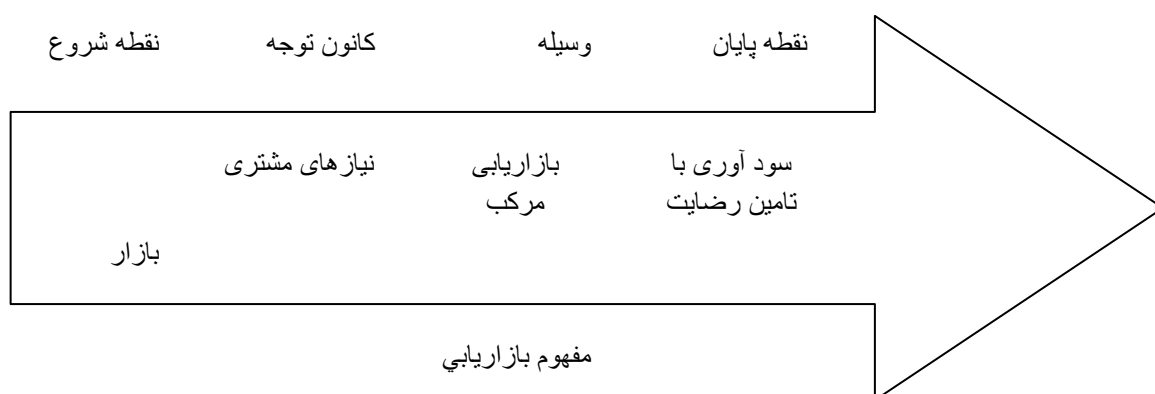 نقطه شروع
کانون توجه
وسیله
نقطه پایان
نیازهای مشتری
بازاریابی
مرکب
سود آوری با
تامین رضایت
بازار
مفهوم بازاريابي